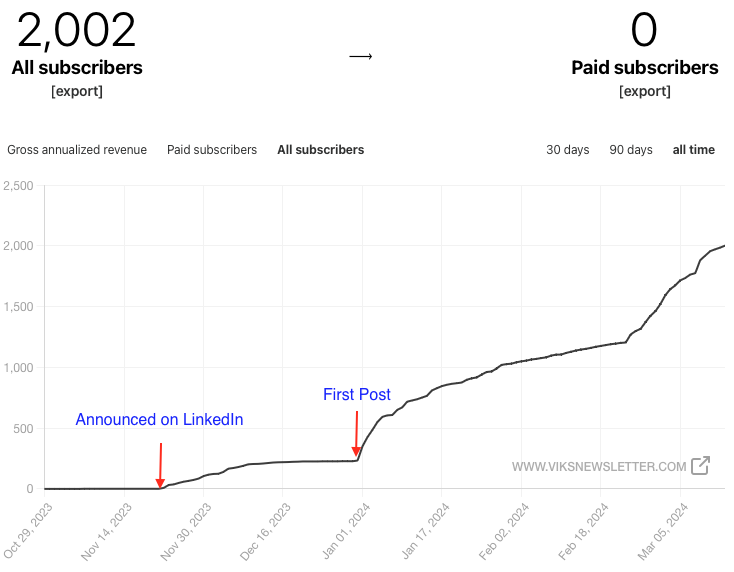 2,002
All subscribers
[export]
→
0
Paid subscribers
[export]
Gross annualized revenue Paid subscribers All subscribers
30 days 90 days all time
2,500
2,000
1,500
1,000
500
0
Announced on LinkedIn
First Post
WWW.VIKSNEWSLETTER.COM
Oct 29, 2023
Nov 14, 2023
Nov 30, 2023
Dec 16, 2023
Jan 01, 2024
Jan 17, 2024
Feb 02, 2024
Feb 18, 2024
Mar 05, 2024